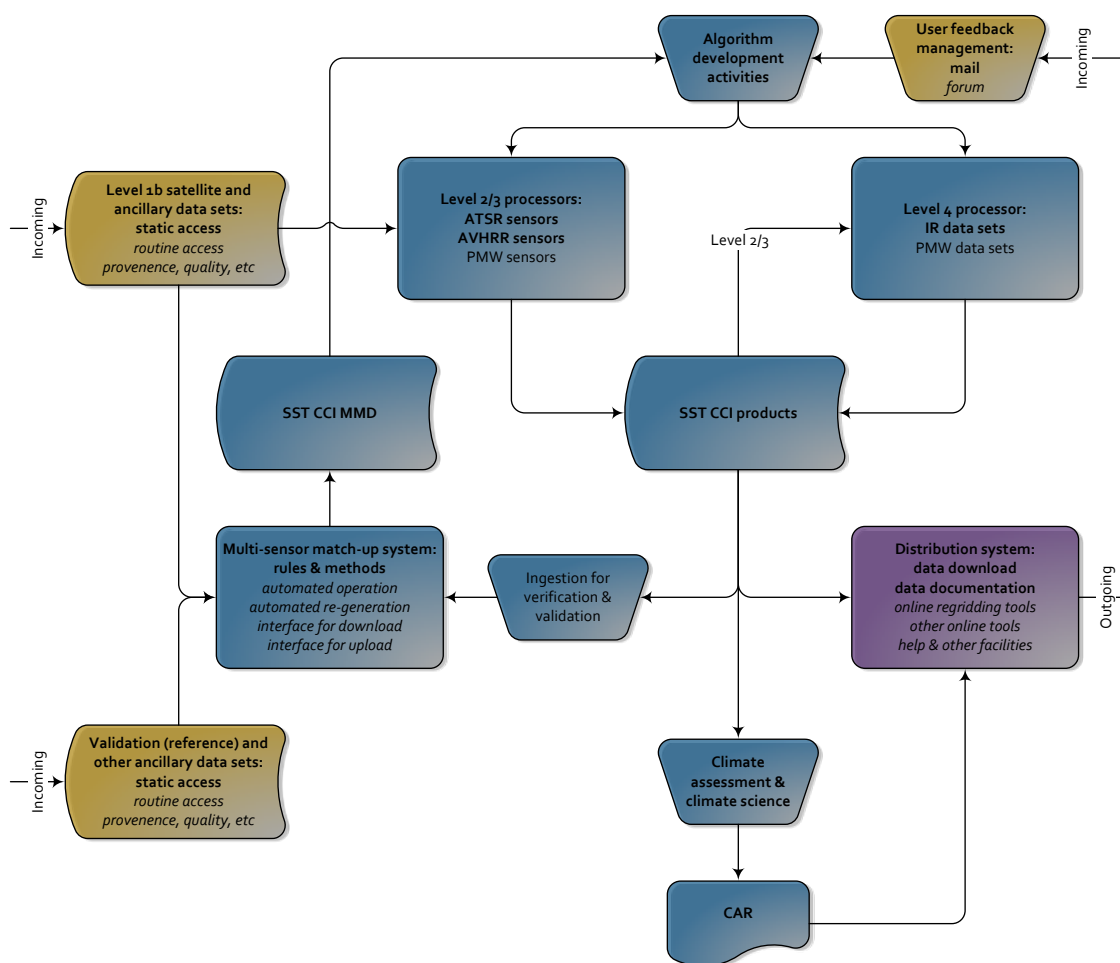 Algorithm
development
activities
User feedback
management:
mail
forum
Incoming
Level 1b satellite and
ancillary data sets:
static access
routine access
provenence, quality, etc
Incoming
Level 2/3 processors:
ATSR sensors
AVHRR sensors
PMW sensors
Level 2/3
Level 4 processor:
IR data sets
PMW data sets
SST CCI MMD
SST CCI products
Multi-sensor match-up system:
rules & methods
automated operation
automated re-generation
interface for download
interface for upload
Ingestion for
verification &
validation
Distribution system:
data download
data documentation
online regridding tools
other online tools
help & other facilities
Outgoing
Validation (reference) and
other ancillary data sets:
static access
routine access
provenence, quality, etc
Incoming
Climate
assessment &
climate science
CAR